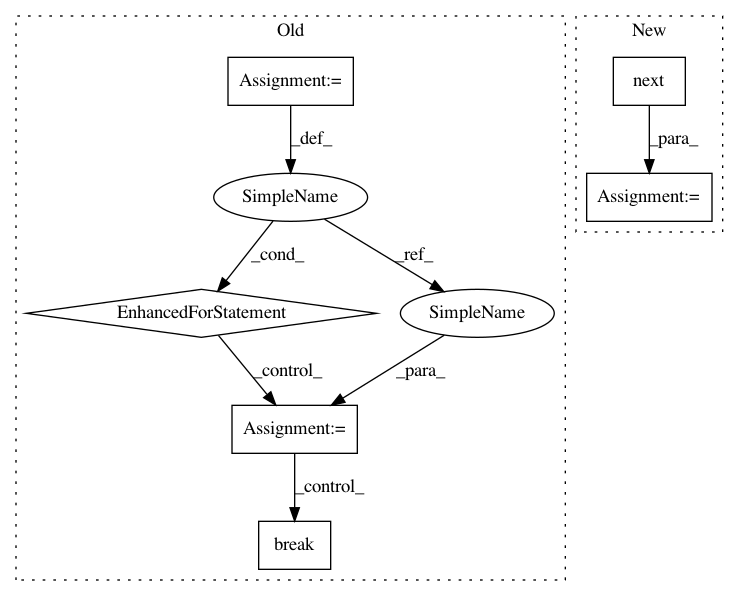 Old
New
Assignment:=
next
_def_
_para_
SimpleName
Assignment:=
_cond_
_ref_
EnhancedForStatement
SimpleName
_control_
_para_
Assignment:=
_control_
break